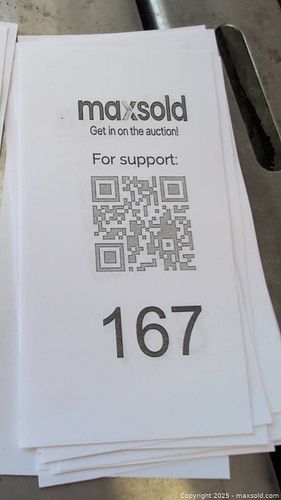 maxsold
Get in on the auction!
For support:
167
Copyright 2025 - maxsold.com